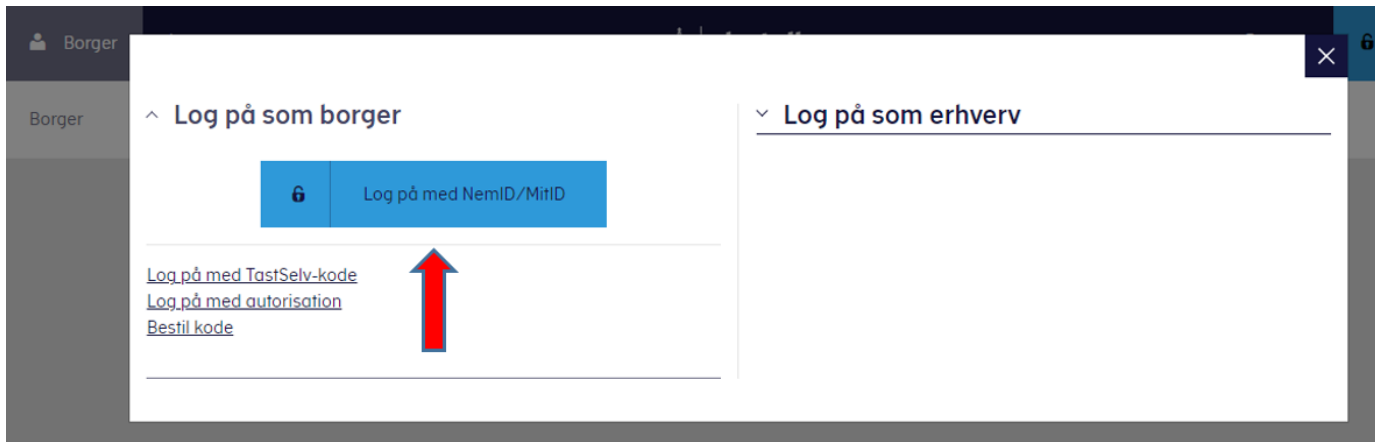 Borger
Borger
Log på som borger
Log på med NemID/MitID
Log på med TastSelv-kode
Log på med autorisation
Bestil kode
Log på som erhverv